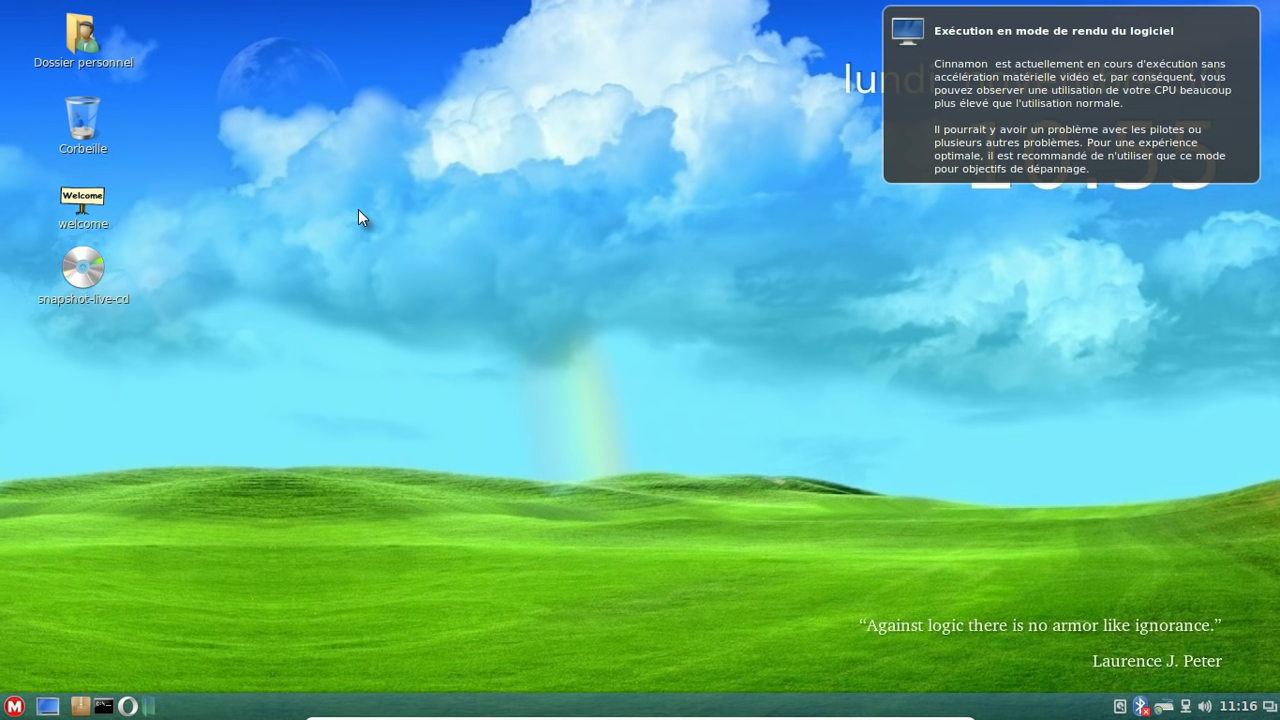 Dossier personnel
Corbeille
Welcome
welcome
snapshot-live-cd
Exécution en mode de rendu du logiciel
Cinnamon est actuellement en cours d'exécution sans
accélération matérielle vidéo et, par conséquent, vous
pouvez observer une utilisation de votre CPU beaucoup
plus élevé que l'utilisation normale.
Il pourrait y avoir un problème avec les pilotes ou
plusieurs autres problèmes. Pour une expérience
optimale, il est recommandé de n'utiliser que ce mode
pour objectifs de dépannage.
“Against logic there is no armor like ignorance.”
Laurence J. Peter
11:16